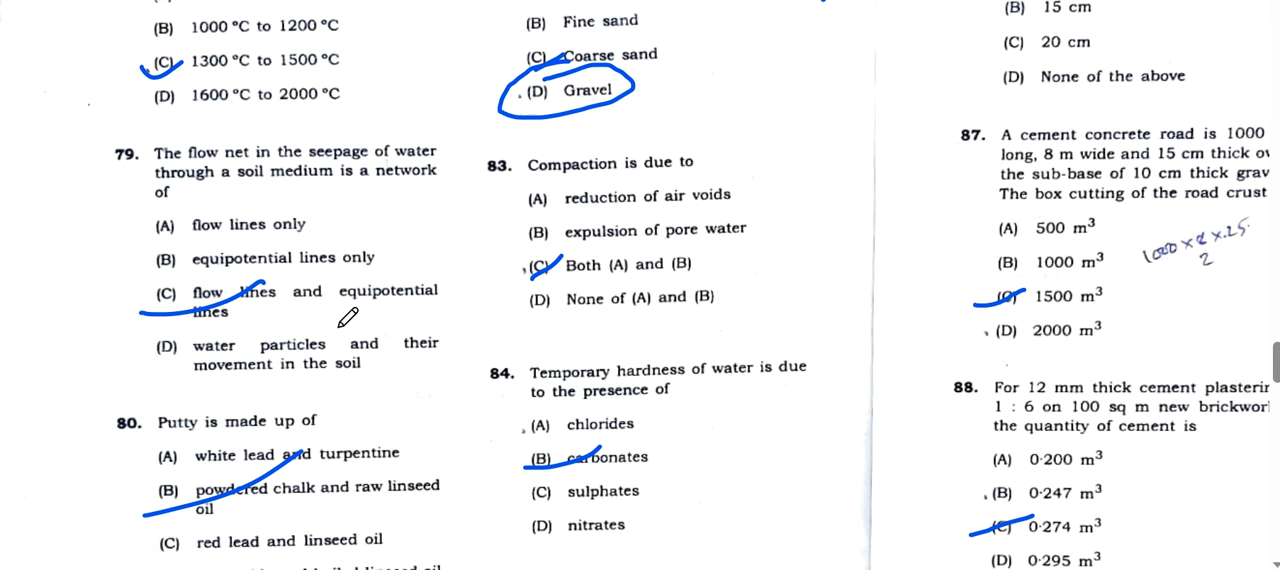 (B) 1000 °C to 1200 °C
(C) 1300 °C to 1500 °C
(D) 1600 °C to 2000 °C
79. The flow net in the seepage of water
through a soil medium is a network
of
(A) flow lines only
(B) equipotential lines only
(C) flow lines and equipotential
lines
(D) water particles and their
movement in the soil
80. Putty is made up of
(A) white lead and turpentine
(B) powdered chalk and raw linseed
oil
(C) red lead and linseed oil
(B) Fine sand
(C) Coarse sand
(D) Gravel
83. Compaction is due to
(A) reduction of air voids
(B) expulsion of pore water
(C) Both (A) and (B)
(D) None of (A) and (B)
84. Temporary hardness of water is due
to the presence of
(A) chlorides
(B) carbonates
(C) sulphates
(D) nitrates
(B) 15 cm
(C) 20 cm
(D) None of the above
87. A cement concrete road is 1000
long, 8 m wide and 15 cm thick ov
the sub-base of 10 cm thick grav
The box cutting of the road crust
(A) 500 m³
(B) 1000 m³
(C) 1500 m³
(D) 2000 m³
88. For 12 mm thick cement plasterin
1 : 6 on 100 sq m new brickwor
the quantity of cement is
(A) 0·200 m³
(B) 0·247 m³
(C) 0·274 m³
(D) 0·295 m³